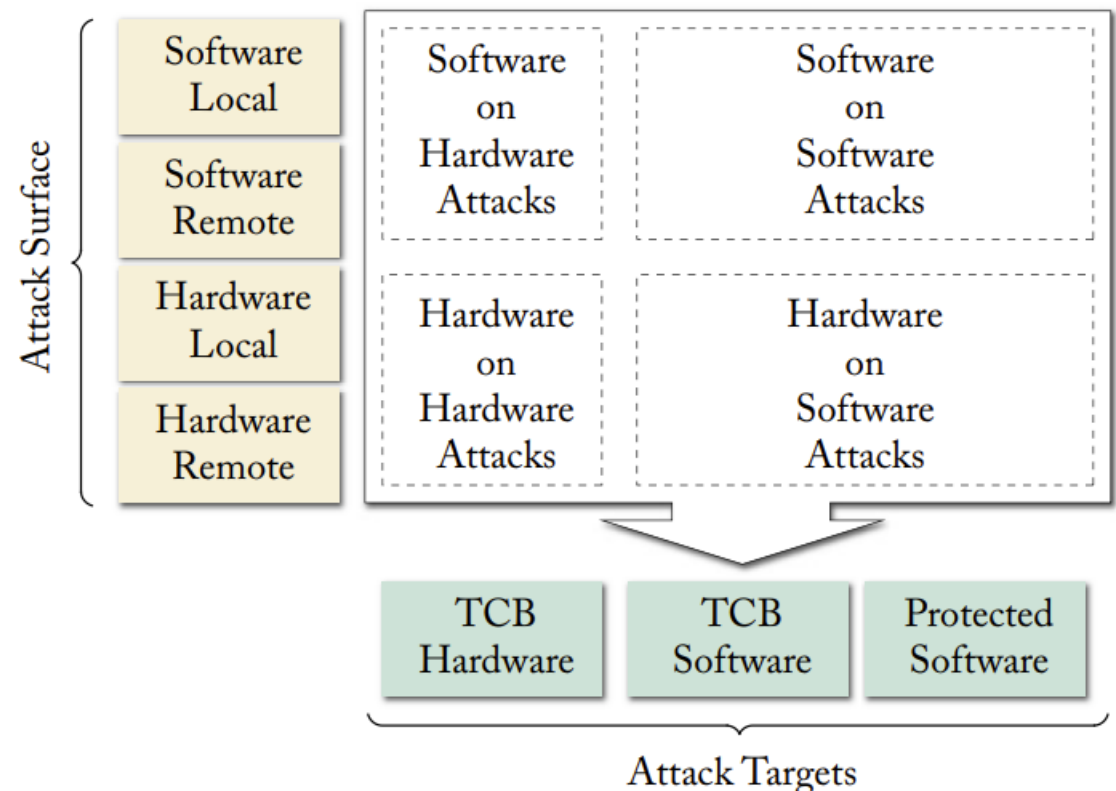 Attack Surface
Software
Local
Software
Remote
Hardware
Local
Hardware
Remote
Software
on
Hardware
Attacks
Software
on
Software
Attacks
Hardware
on
Hardware
Attacks
Hardware
on
Software
Attacks
TCB
Hardware
TCB
Software
Protected
Software
Attack Targets